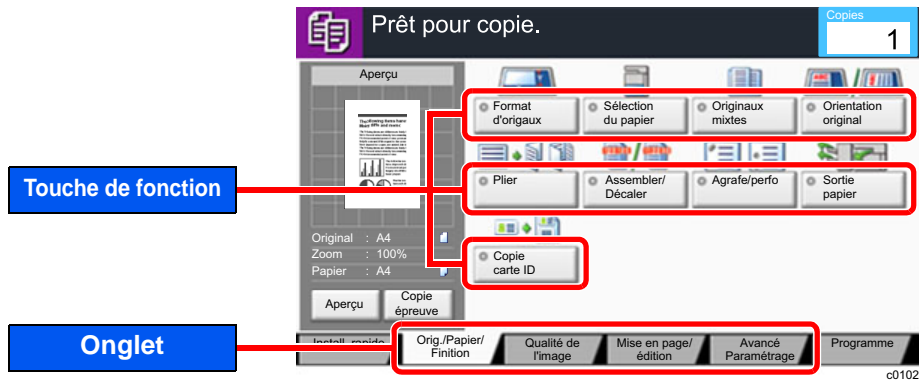 Prêt pour copie.
Copies
1
Aperçu
Format
d'origaux
Sélection
du papier
Originaux
mixtes
Orientation
original
Touche de fonction
Plier
Assembler/
Décaler
Agrafe/perfo
Sortie
papier
Original : A4
Zoom : 100%
Papier : A4
Copie
carte ID
Aperçu
Copie
épreuve
Onglet
Install. rapide
Orig./Papier/
Finition
Qualité de
l'image
Mise en page/
édition
Avancé
Paramétrage
Programme
c0102